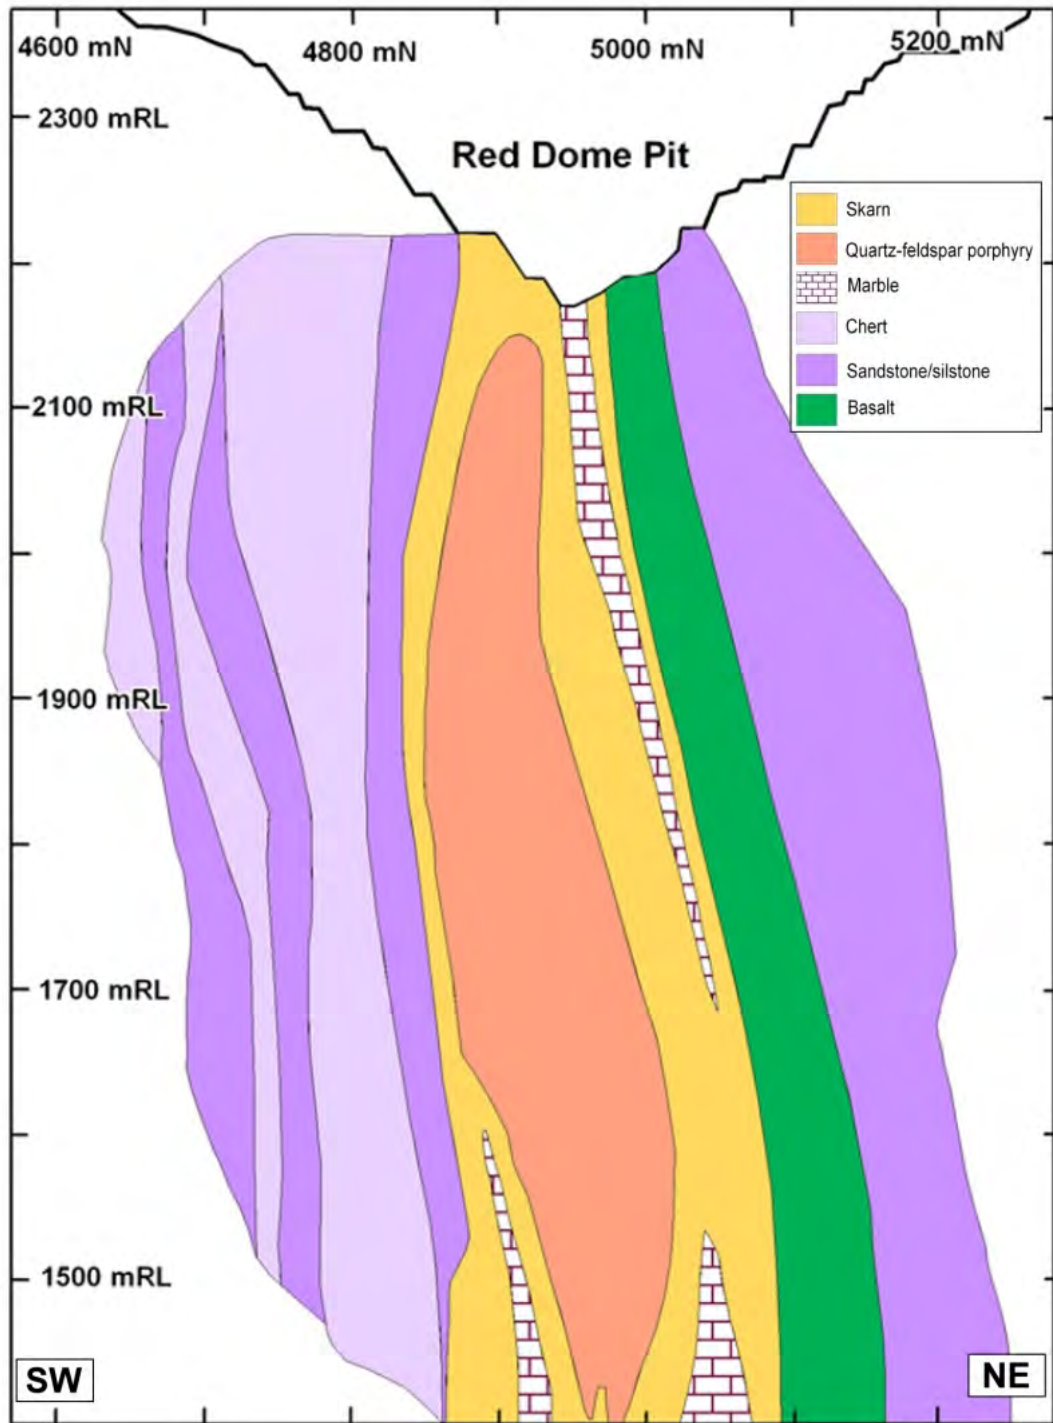 4600 mN
4800 mN
5000 mN
5200 mN
2300 mRL
Red Dome Pit
Skarn
Quartz-feldspar porphyry
Marble
Chert
Sandstone/silstone
Basalt
2100 mRL
1900 mRL
1700 mRL
1500 mRL
SW
NE